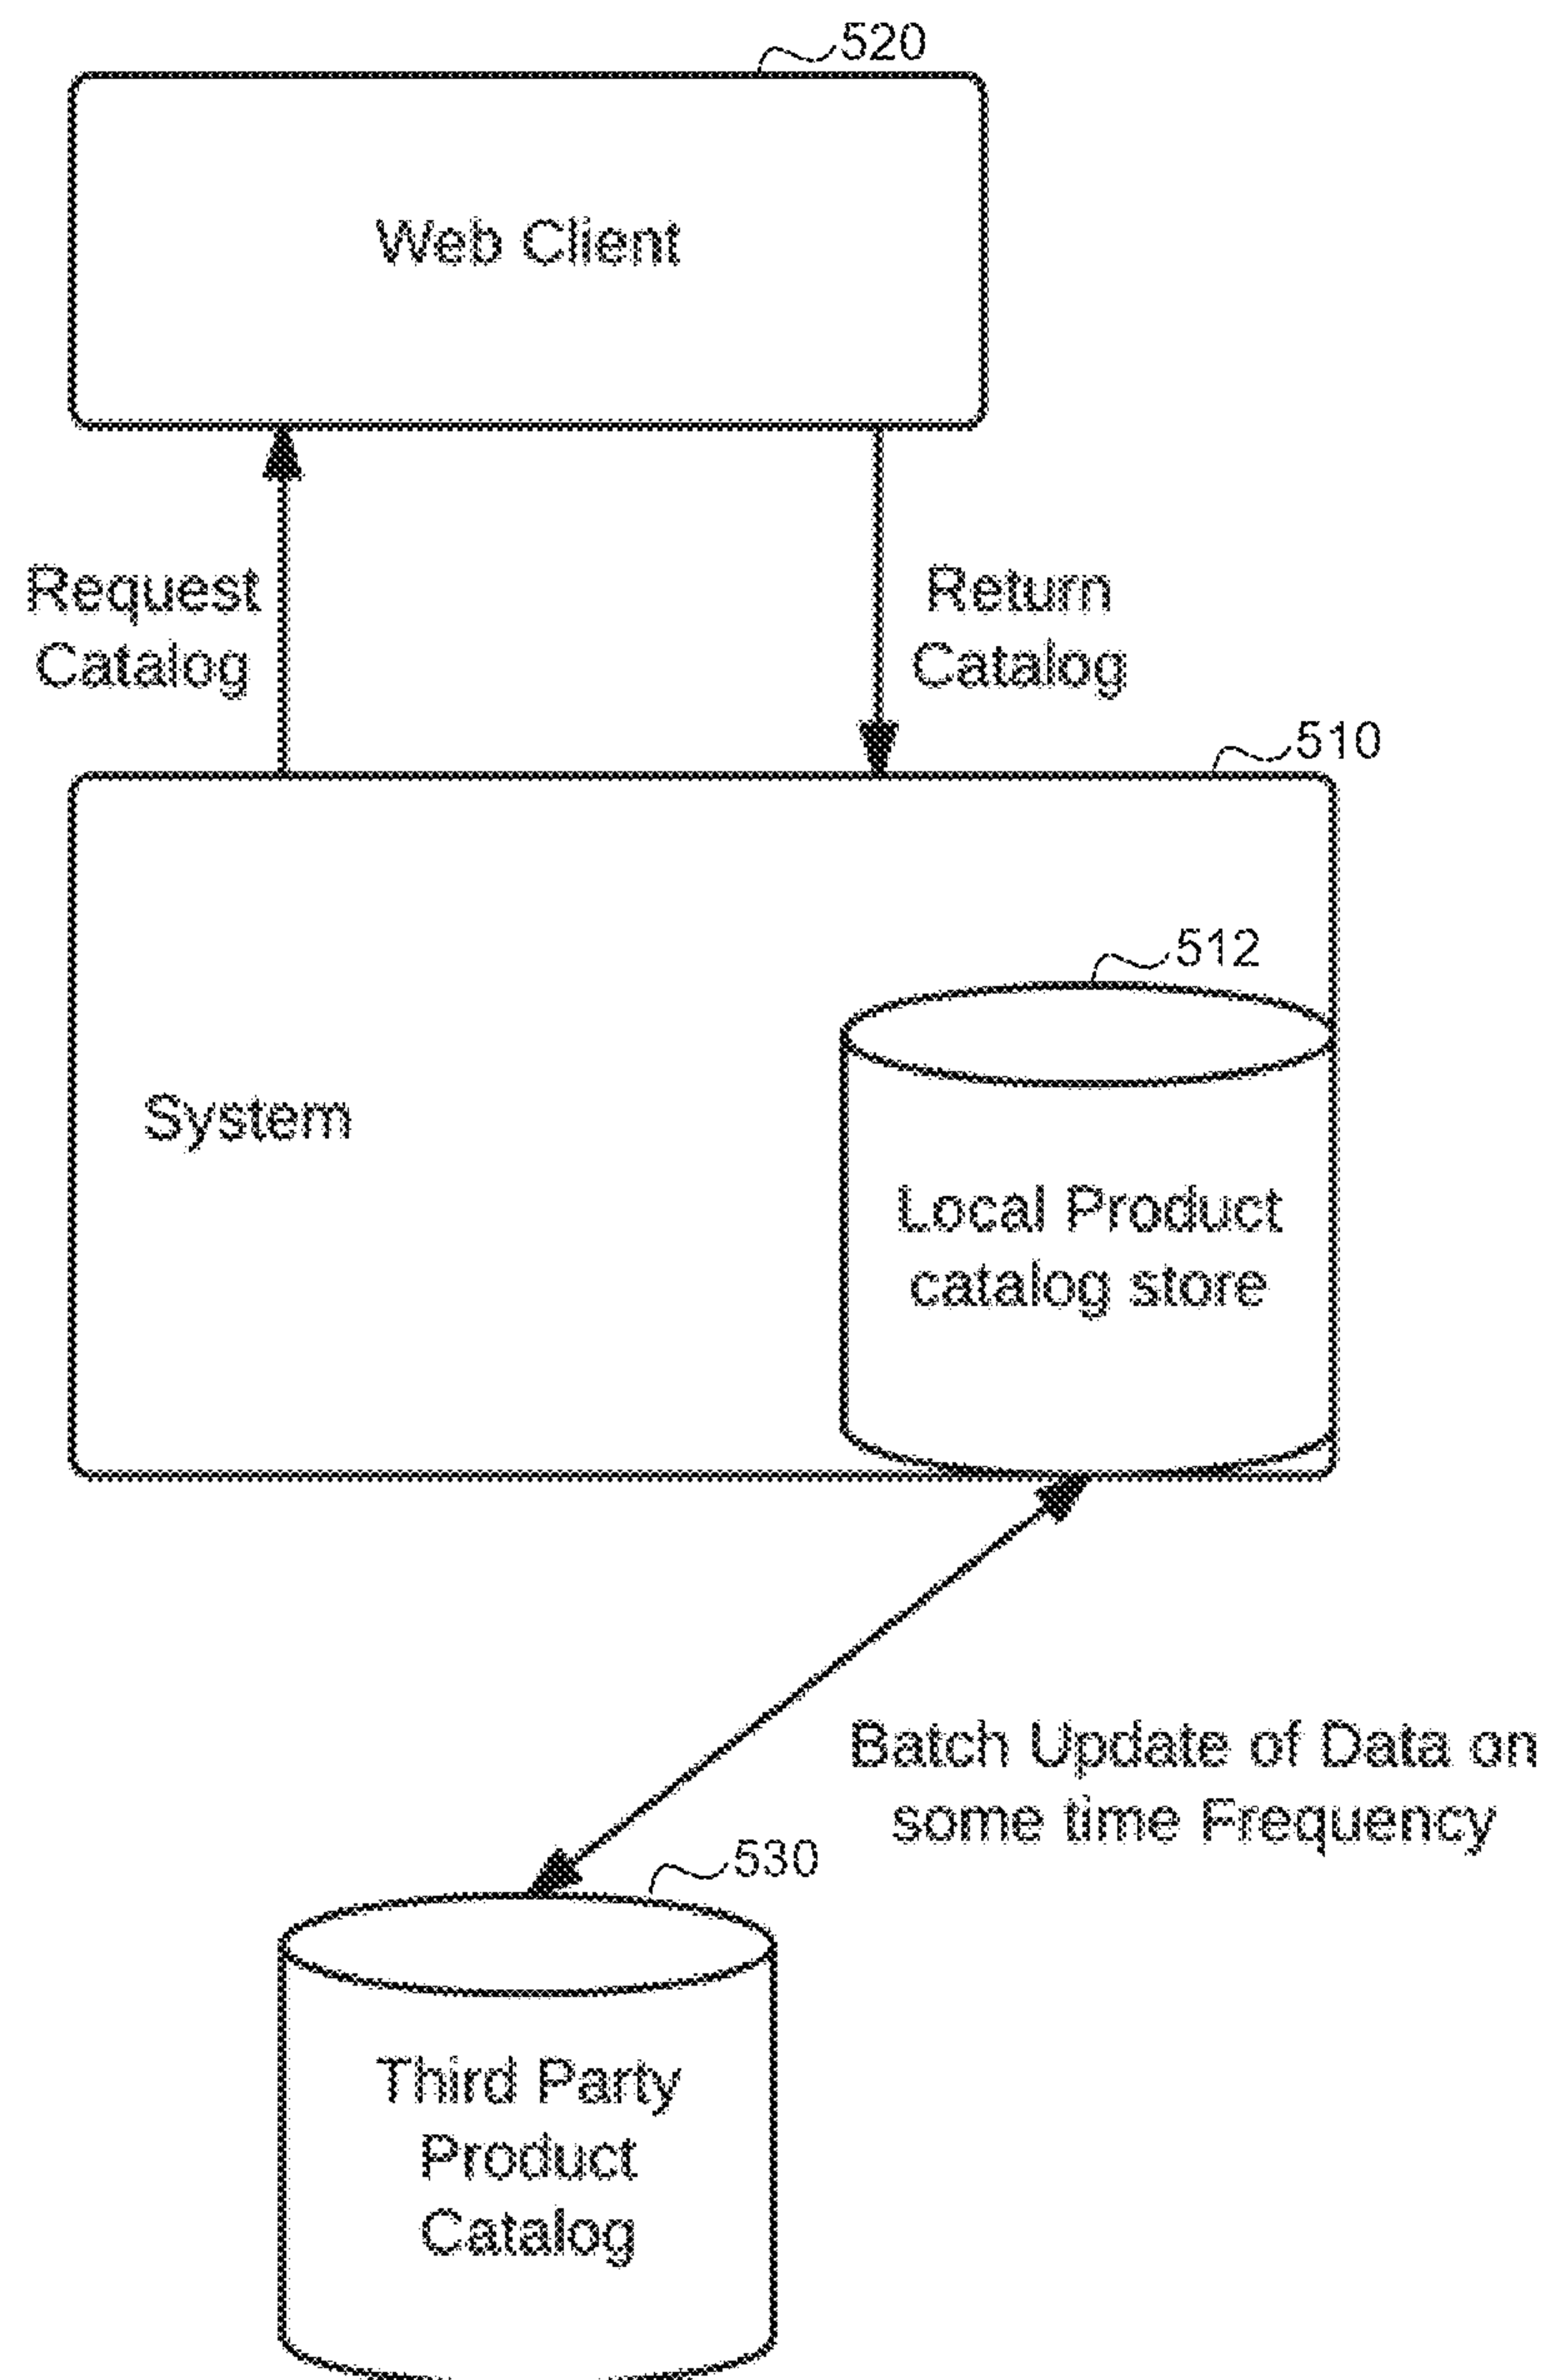 520
Web Client
Request
Catalog
Return
Catalog
510
512
System
Local Product
catalog store
Batch Update of Data on
some time Frequency
530
Third Party
Product
Catalog